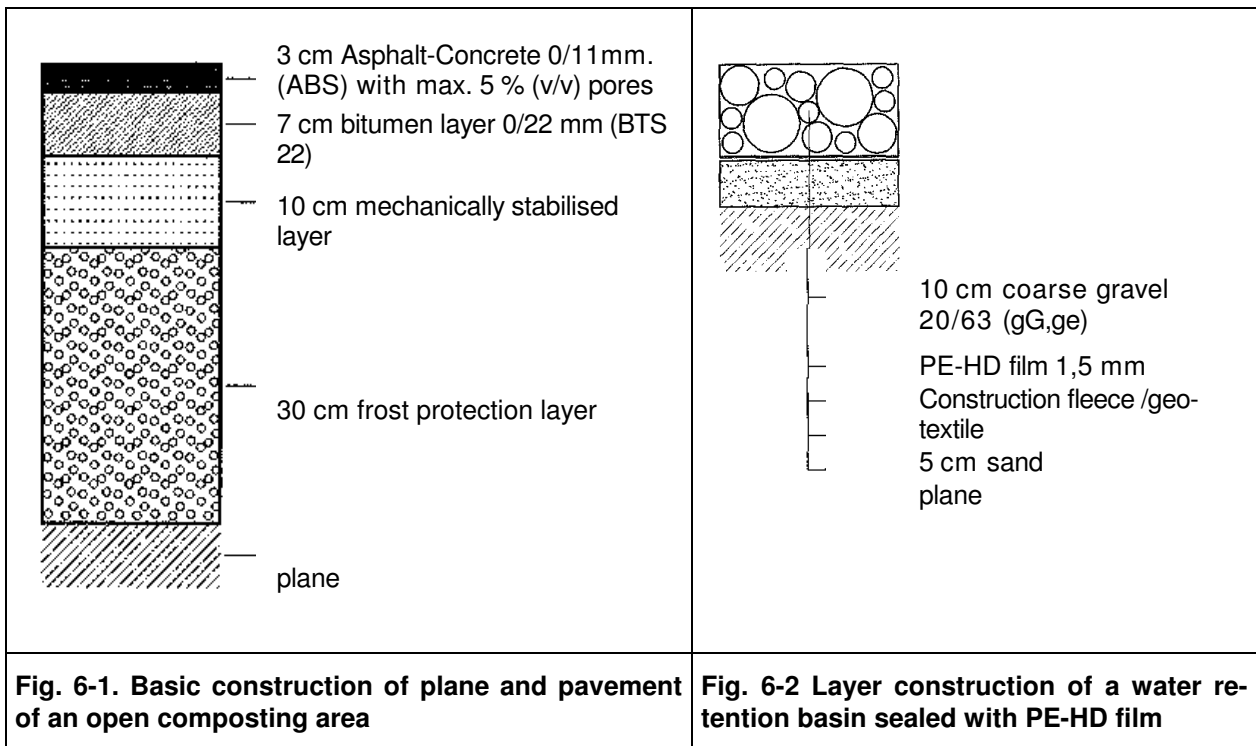 3 cm Asphalt-Concrete 0/11mm.
(ABS) with max. 5 % (v/v) pores
7 cm bitumen layer 0/22 mm (BTS
22)
10 cm mechanically stabilised
layer
30 cm frost protection layer
plane
10 cm coarse gravel
20/63 (gG,ge)
PE-HD film 1,5 mm
Construction fleece /geo-
textile
5 cm sand
plane
Fig. 6-1. Basic construction of plane and pavement
of an open composting area
Fig. 6-2 Layer construction of a water re-
tention basin sealed with PE-HD film